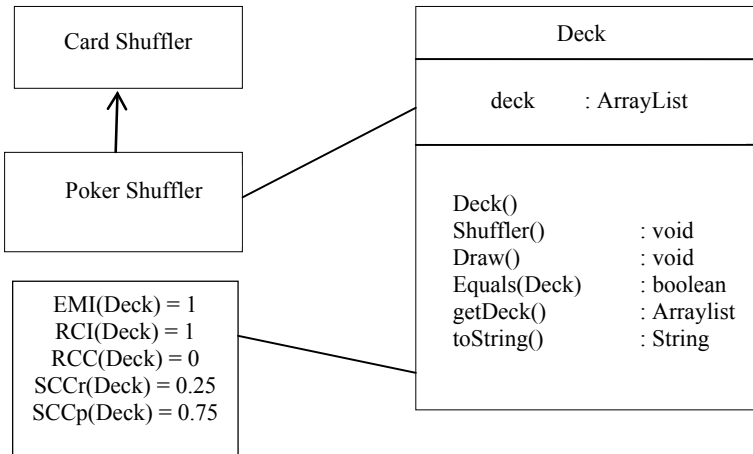 Card Shuffler
Poker Shuffler
EMI(Deck) = 1
RCI(Deck) = 1
RCC(Deck) = 0
SCCr(Deck) = 0.25
SCCp(Deck) = 0.75
Deck
deck : ArrayList
Deck()
Shuffler() : void
Draw() : void
Equals(Deck) : boolean
getDeck() : Arraylist
toString() : String